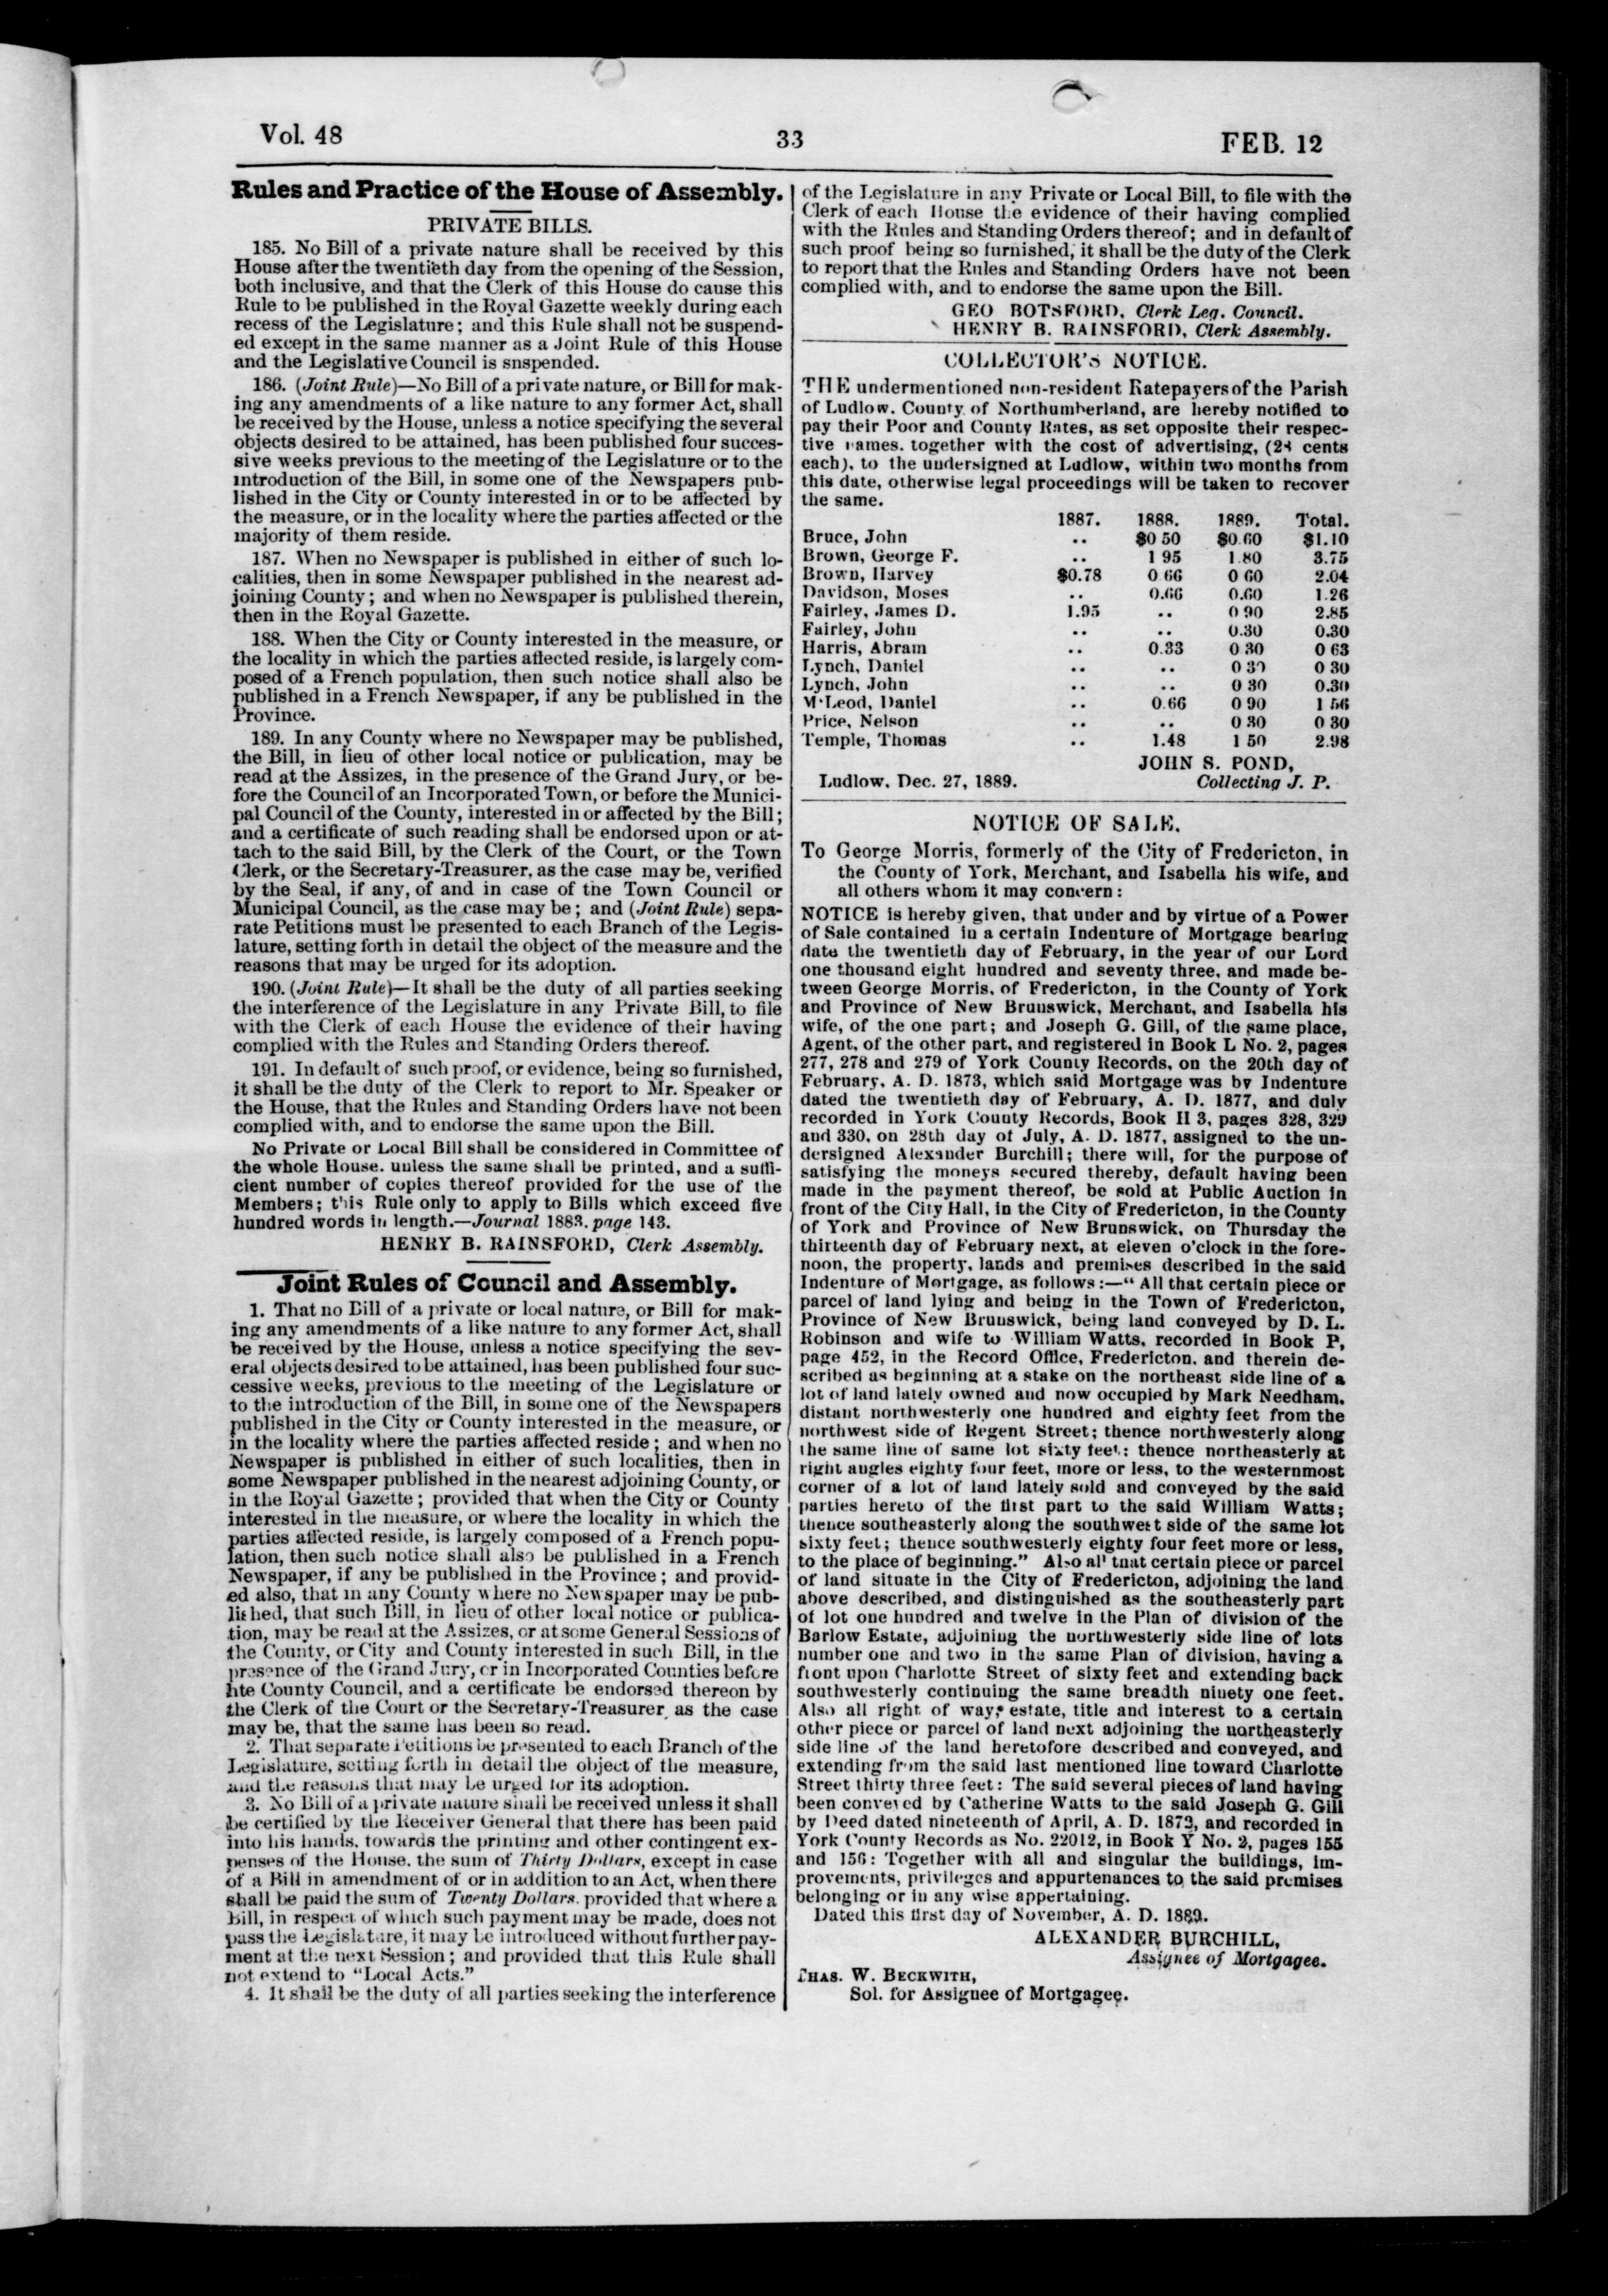 Vol. 48
33
FEB. 12
Rules and Practice of the House of Assembly.
PRIVATE BILLS.
185. No Bill of a private nature shall be received by this
House after the twentieth day from the opening of the Session,
both inclusive, and that the Clerk of this House do cause this
Rule to be published in the Royal Gazette weekly during each
recess of the Legislature; and this Rule shall not be suspend-
ed except in the same manner as a Joint Rule of this House
and the Legislative Council is snspended.
186. (Joint Rule)—No Bill of a private nature, or Bill for mak-
ing any amendments of a like nature to any former Act, shall
be received by the House, unless a notice specifying the several
objects desired to be attained, has been published four succes-
sive weeks previous to the meeting of the Legislature or to the
introduction of the Bill, in some one of the Newspapers pub-
lished in the City or County interested in or to be affected by
the measure, or in the locality where the parties affected or the
majority of them reside.
187. When no Newspaper is published in either of such lo-
calities, then in some Newspaper published in the nearest ad-
joining County; and when no Newspaper is published therein,
then in the Royal Gazette.
188. When the City or County interested in the measure, or
the locality in which the parties affected reside, is largely com-
posed of a French population, then such notice shall also be
published in a French Newspaper, if any be published in the
Province.
189. In any County where no Newspaper may be published,
the Bill, in lieu of other local notice or publication, may be
read at the Assizes, in the presence of the Grand Jury, or be-
fore the Council of an Incorporated Town, or before the Munici-
pal Council of the County, interested in or affected by the Bill;
and a certificate of such reading shall be endorsed upon or at-
tach to the said Bill, by the Clerk of the Court, or the Town
Clerk, or the Secretary-Treasurer, as the case may be, verified
by the Seal, if any, of and in case of the Town Council or
Municipal Council, as the case may be; and (Joint Rule) sepa-
rate Petitions must be presented to each Branch of the Legis-
lature, setting forth in detail the object of the measure and the
reasons that may be urged for its adoption.
190. (Joint Rule)—It shall be the duty of all parties seeking
the interference of the Legislature in any Private Bill, to file
with the Clerk of each House the evidence of their having
complied with the Rules and Standing Orders thereof.
191. In default of such proof, or evidence, being so furnished,
it shall be the duty of the Clerk to report to Mr. Speaker or
the House, that the Rules and Standing Orders have not been
complied with, and to endorse the same upon the Bill.
No Private or Local Bill shall be considered in Committee of
the whole House. unless the same shall be printed, and a suffi-
cient number of copies thereof provided for the use of the
Members; this Rule only to apply to Bills which exceed five
hundred words in length.—Journal 1883. page 143.
HENRY B. RAINSFORD, Clerk Assembly.
Joint Rules of Council and Assembly.
1. That no Bill of a private or local nature, or Bill for mak-
ing any amendments of a like nature to any former Act, shall
be received by the House, unless a notice specifying the sev-
eral objects desired to be attained, has been published four suc-
cessive weeks, previous to the meeting of the Legislature or
to the introduction of the Bill, in some one of the Newspapers
published in the City or County interested in the measure, or
in the locality where the parties affected reside; and when no
Newspaper is published in either of such localities, then in
some Newspaper published in the nearest adjoining County, or
in the Royal Gazette; provided that when the City or County
interested in the measure, or where the locality in which the
parties affected reside, is largely composed of a French popu-
lation, then such notice shall also be published in a French
Newspaper, if any be published in the Province; and provid-
ed also, that in any County where no Newspaper may be pub-
lished, that such Bill, in lieu of other local notice or publica-
tion, may be read at the Assizes, or at some General Sessions of
the County, or City and County interested in such Bill, in the
presence of the Grand Jury, or in Incorporated Counties before
hte County Council, and a certificate be endorsed thereon by
the Clerk of the Court or the Secretary-Treasurer, as the case
may be, that the same has been so read.
2. That separate Petitions be presented to each Branch of the
Legislature, setting forth in detail the object of the measure,
and the reasons that may be urged for its adoption.
3. No Bill of a private nature shall be received unless it shall
be certified by the Receiver General that there has been paid
into his hands. towards the printing and other contingent ex-
penses of the House. the sum of Thirty Dollars, except in case
of a Bill in amendment of or in addition to an Act, when there
shall be paid the sum of Twenty Dollars. provided that where a
Bill, in respect of which such payment may be made, does not
pass the Legislature, it may be introduced without further pay-
ment at the next Session; and provided that this Rule shall
not extend to "Local Acts."
4. It shall be the duty of all parties seeking the interference
of the Legislature in any Private or Local Bill, to file with the
Clerk of each House the evidence of their having complied
with the Rules and Standing Orders thereof; and in default of
such proof being so furnished, it shall be the duty of the Clerk
to report that the Rules and Standing Orders have not been
complied with, and to endorse the same upon the Bill.
GEO BOTSFORD, Clerk Leg. Council.
HENRY B. RAINSFORD, Clerk Assembly.
COLLECTOR'S NOTICE.
THE undermentioned non-resident Ratepayers of the Parish
of Ludlow. County of Northumberland, are hereby notified to
pay their Poor and County Rates, as set opposite their respec-
tive names. together with the cost of advertising, (28 cents
each), to the undersigned at Ludlow, within two months from
this date, otherwise legal proceedings will be taken to recover
the same.
1887. 1888. 1889. Total.
Bruce, John .. $0 50 $0.60 $1.10
Brown, George F. .. 1 95 1.80 3.75
Brown, Harvey $0.78 0 66 0 60 2.04
Davidson, Moses .. 0.66 0.60 1.26
Fairley, James D. 1.95 .. 0 90 2.85
Fairley, John .. .. 0.30 0.30
Harris, Abram .. 0.33 0 30 0 63
Lynch, Daniel .. .. 0 30 0 30
Lynch, John .. .. 0 30 0.30
M'Leod, Daniel .. 0.66 0 90 1 56
Price, Nelson .. .. 0 30 0 30
Temple, Thomas .. 1.48 1 50 2.98
JOHN S. POND,
Ludlow. Dec. 27, 1889. Collecting J. P.
NOTICE OF SALE.
To George Morris, formerly of the City of Fredericton, in
the County of York, Merchant, and Isabella his wife, and
all others whom it may concern:
NOTICE is hereby given, that under and by virtue of a Power
of Sale contained in a certain Indenture of Mortgage bearing
date the twentieth day of February, in the year of our Lord
one thousand eight hundred and seventy three, and made be-
tween George Morris, of Fredericton, in the County of York
and Province of New Brunswick, Merchant, and Isabella his
wife, of the one part; and Joseph G. Gill, of the same place,
Agent, of the other part, and registered in Book L No. 2, pages
277, 278 and 279 of York County Records, on the 20th day of
February, A. D. 1873, which said Mortgage was by Indenture
dated the twentieth day of February, A. D. 1877, and duly
recorded in York County Records, Book H 3, pages 328, 329
and 330, on 28th day of July, A. D. 1877, assigned to the un-
dersigned Alexander Burchill; there will, for the purpose of
satisfying the moneys secured thereby, default having been
made in the payment thereof, be sold at Public Auction in
front of the City Hall, in the City of Fredericton, in the County
of York and Province of New Brunswick, on Thursday the
thirteenth day of February next, at eleven o'clock in the fore-
noon, the property, lands and premises described in the said
Indenture of Mortgage, as follows:—"All that certain piece or
parcel of land lying and being in the Town of Fredericton,
Province of New Brunswick, being land conveyed by D. L.
Robinson and wife to William Watts, recorded in Book P,
page 452, in the Record Office, Fredericton. and therein de-
scribed as beginning at a stake on the northeast side line of a
lot of land lately owned and now occupied by Mark Needham,
distant northwesterly one hundred and eighty feet from the
northwest side of Regent Street; thence northwesterly along
the same line of same lot sixty feet: thence northeasterly at
right angles eighty four feet, more or less, to the westernmost
corner of a lot of land lately sold and conveyed by the said
parties hereto of the first part to the said William Watts;
thence southeasterly along the southwest side of the same lot
sixty feet; thence southwesterly eighty four feet more or less,
to the place of beginning." Also all that certain piece or parcel
of land situate in the City of Fredericton, adjoining the land
above described, and distinguished as the southeasterly part
of lot one hundred and twelve in the Plan of division of the
Barlow Estate, adjoining the northwesterly side line of lots
number one and two in the same Plan of division, having a
front upon Charlotte Street of sixty feet and extending back
southwesterly continuing the same breadth ninety one feet.
Also all right of way, estate, title and interest to a certain
other piece or parcel of land next adjoining the northeasterly
side line of the land heretofore described and conveyed, and
extending from the said last mentioned line toward Charlotte
Street thirty three feet: The said several pieces of land having
been conveyed by Catherine Watts to the said Joseph G. Gill
by Deed dated nineteenth of April, A. D. 1872, and recorded in
York County Records as No. 22012, in Book Y No. 2, pages 155
and 156: Together with all and singular the buildings, im-
provements, privileges and appurtenances to the said premises
belonging or in any wise appertaining.
Dated this first day of November, A. D. 1889.
ALEXANDER BURCHILL,
Assignee of Mortgagee.
CHAS. W. BECKWITH,
Sol. for Assignee of Mortgagee.